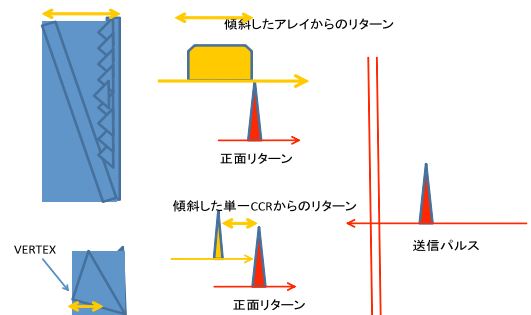 傾斜したアレイからのリターン
正面リターン
傾斜した単一CCRからのリターン
VERTEX
送信パルス
正面リターン